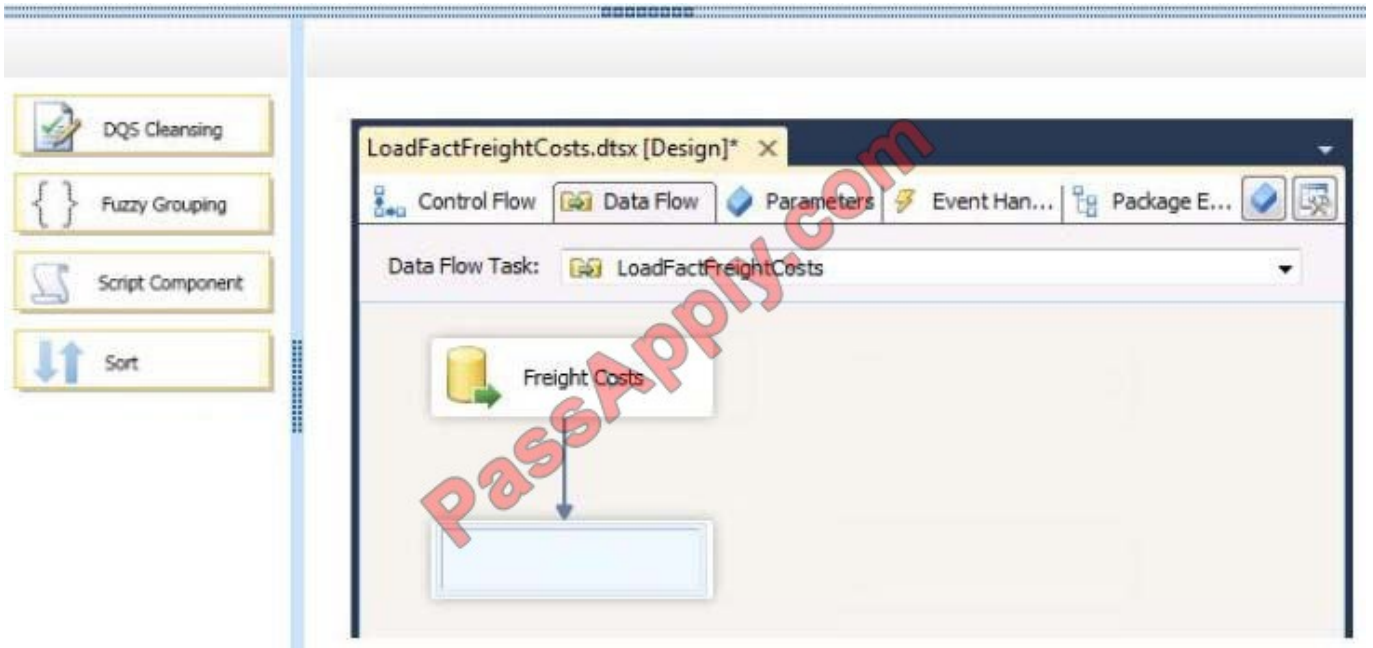 DQS Cleansing
Fuzzy Grouping
Script Component
Sort
LoadFactFreightCosts.dtsx [Design]*
Control Flow
Data Flow
Parameters
Event Han...
Package E...
Data Flow Task:
LoadFactFreightCosts
Freight Costs
PassApply.com